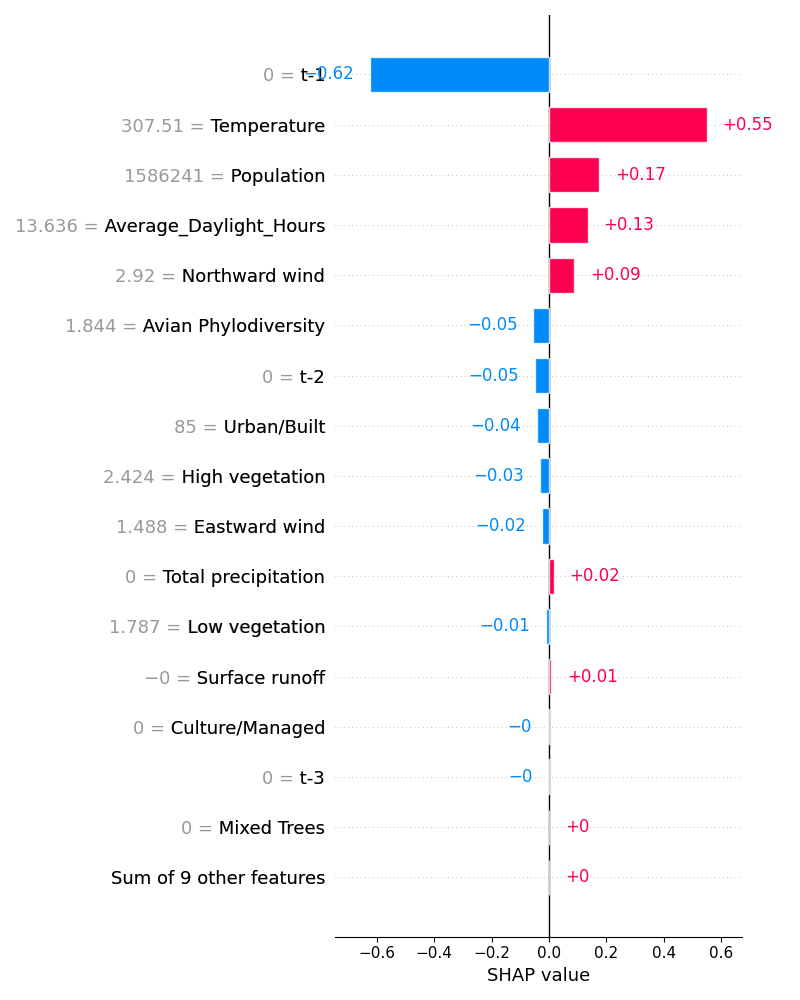 0 = t-1 −0.62
307.51 = Temperature +0.55
1586241 = Population +0.17
13.636 = Average_Daylight_Hours +0.13
2.92 = Northward wind +0.09
1.844 = Avian Phylodiversity −0.05
0 = t-2 −0.05
85 = Urban/Built −0.04
2.424 = High vegetation −0.03
1.488 = Eastward wind −0.02
0 = Total precipitation +0.02
1.787 = Low vegetation −0.01
−0 = Surface runoff +0.01
0 = Culture/Managed −0
0 = t-3 −0
0 = Mixed Trees +0
Sum of 9 other features +0
−0.6 −0.4 −0.2 0.0 0.2 0.4 0.6
SHAP value